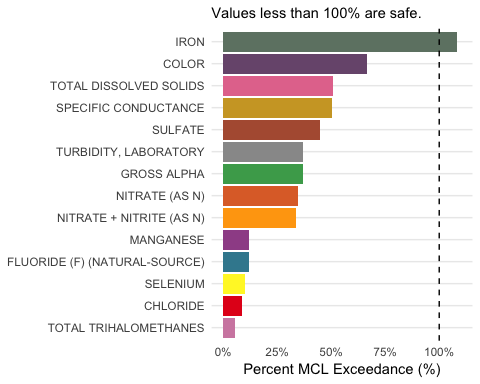 Values less than 100% are safe.
IRON
COLOR
TOTAL DISSOLVED SOLIDS
SPECIFIC CONDUCTANCE
SULFATE
TURBIDITY, LABORATORY
GROSS ALPHA
NITRATE (AS N)
NITRATE + NITRITE (AS N)
MANGANESE
FLUORIDE (F) (NATURAL-SOURCE)
SELENIUM
CHLORIDE
TOTAL TRIHALOMETHANES
0% 25% 50% 75% 100%
Percent MCL Exceedance (%)